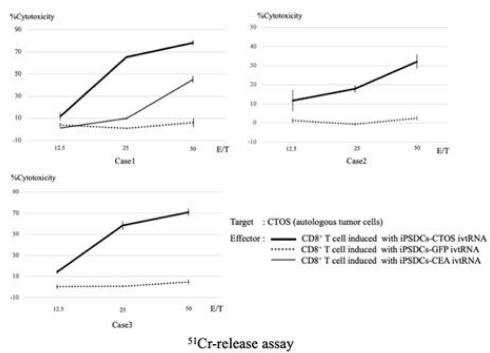 %Cytotoxicity
90
70
50
30
10
-10
12.5
25
50
E/T
Case1
%Cytotoxicity
50
40
30
20
10
0
-10
12.5
25
50
E/T
Case2
%Cytotoxicity
90
70
50
30
10
-10
12.5
25
50
E/T
Case3
Target : CTOS (autologous tumor cells)
Effector : CD8⁺ T cell induced with iPSDCs-CTOS ivtRNA
CD8⁺ T cell induced with iPSDCs-GFP ivtRNA
CD8⁺ T cell induced with iPSDCs-CEA ivtRNA
⁵¹Cr-release assay